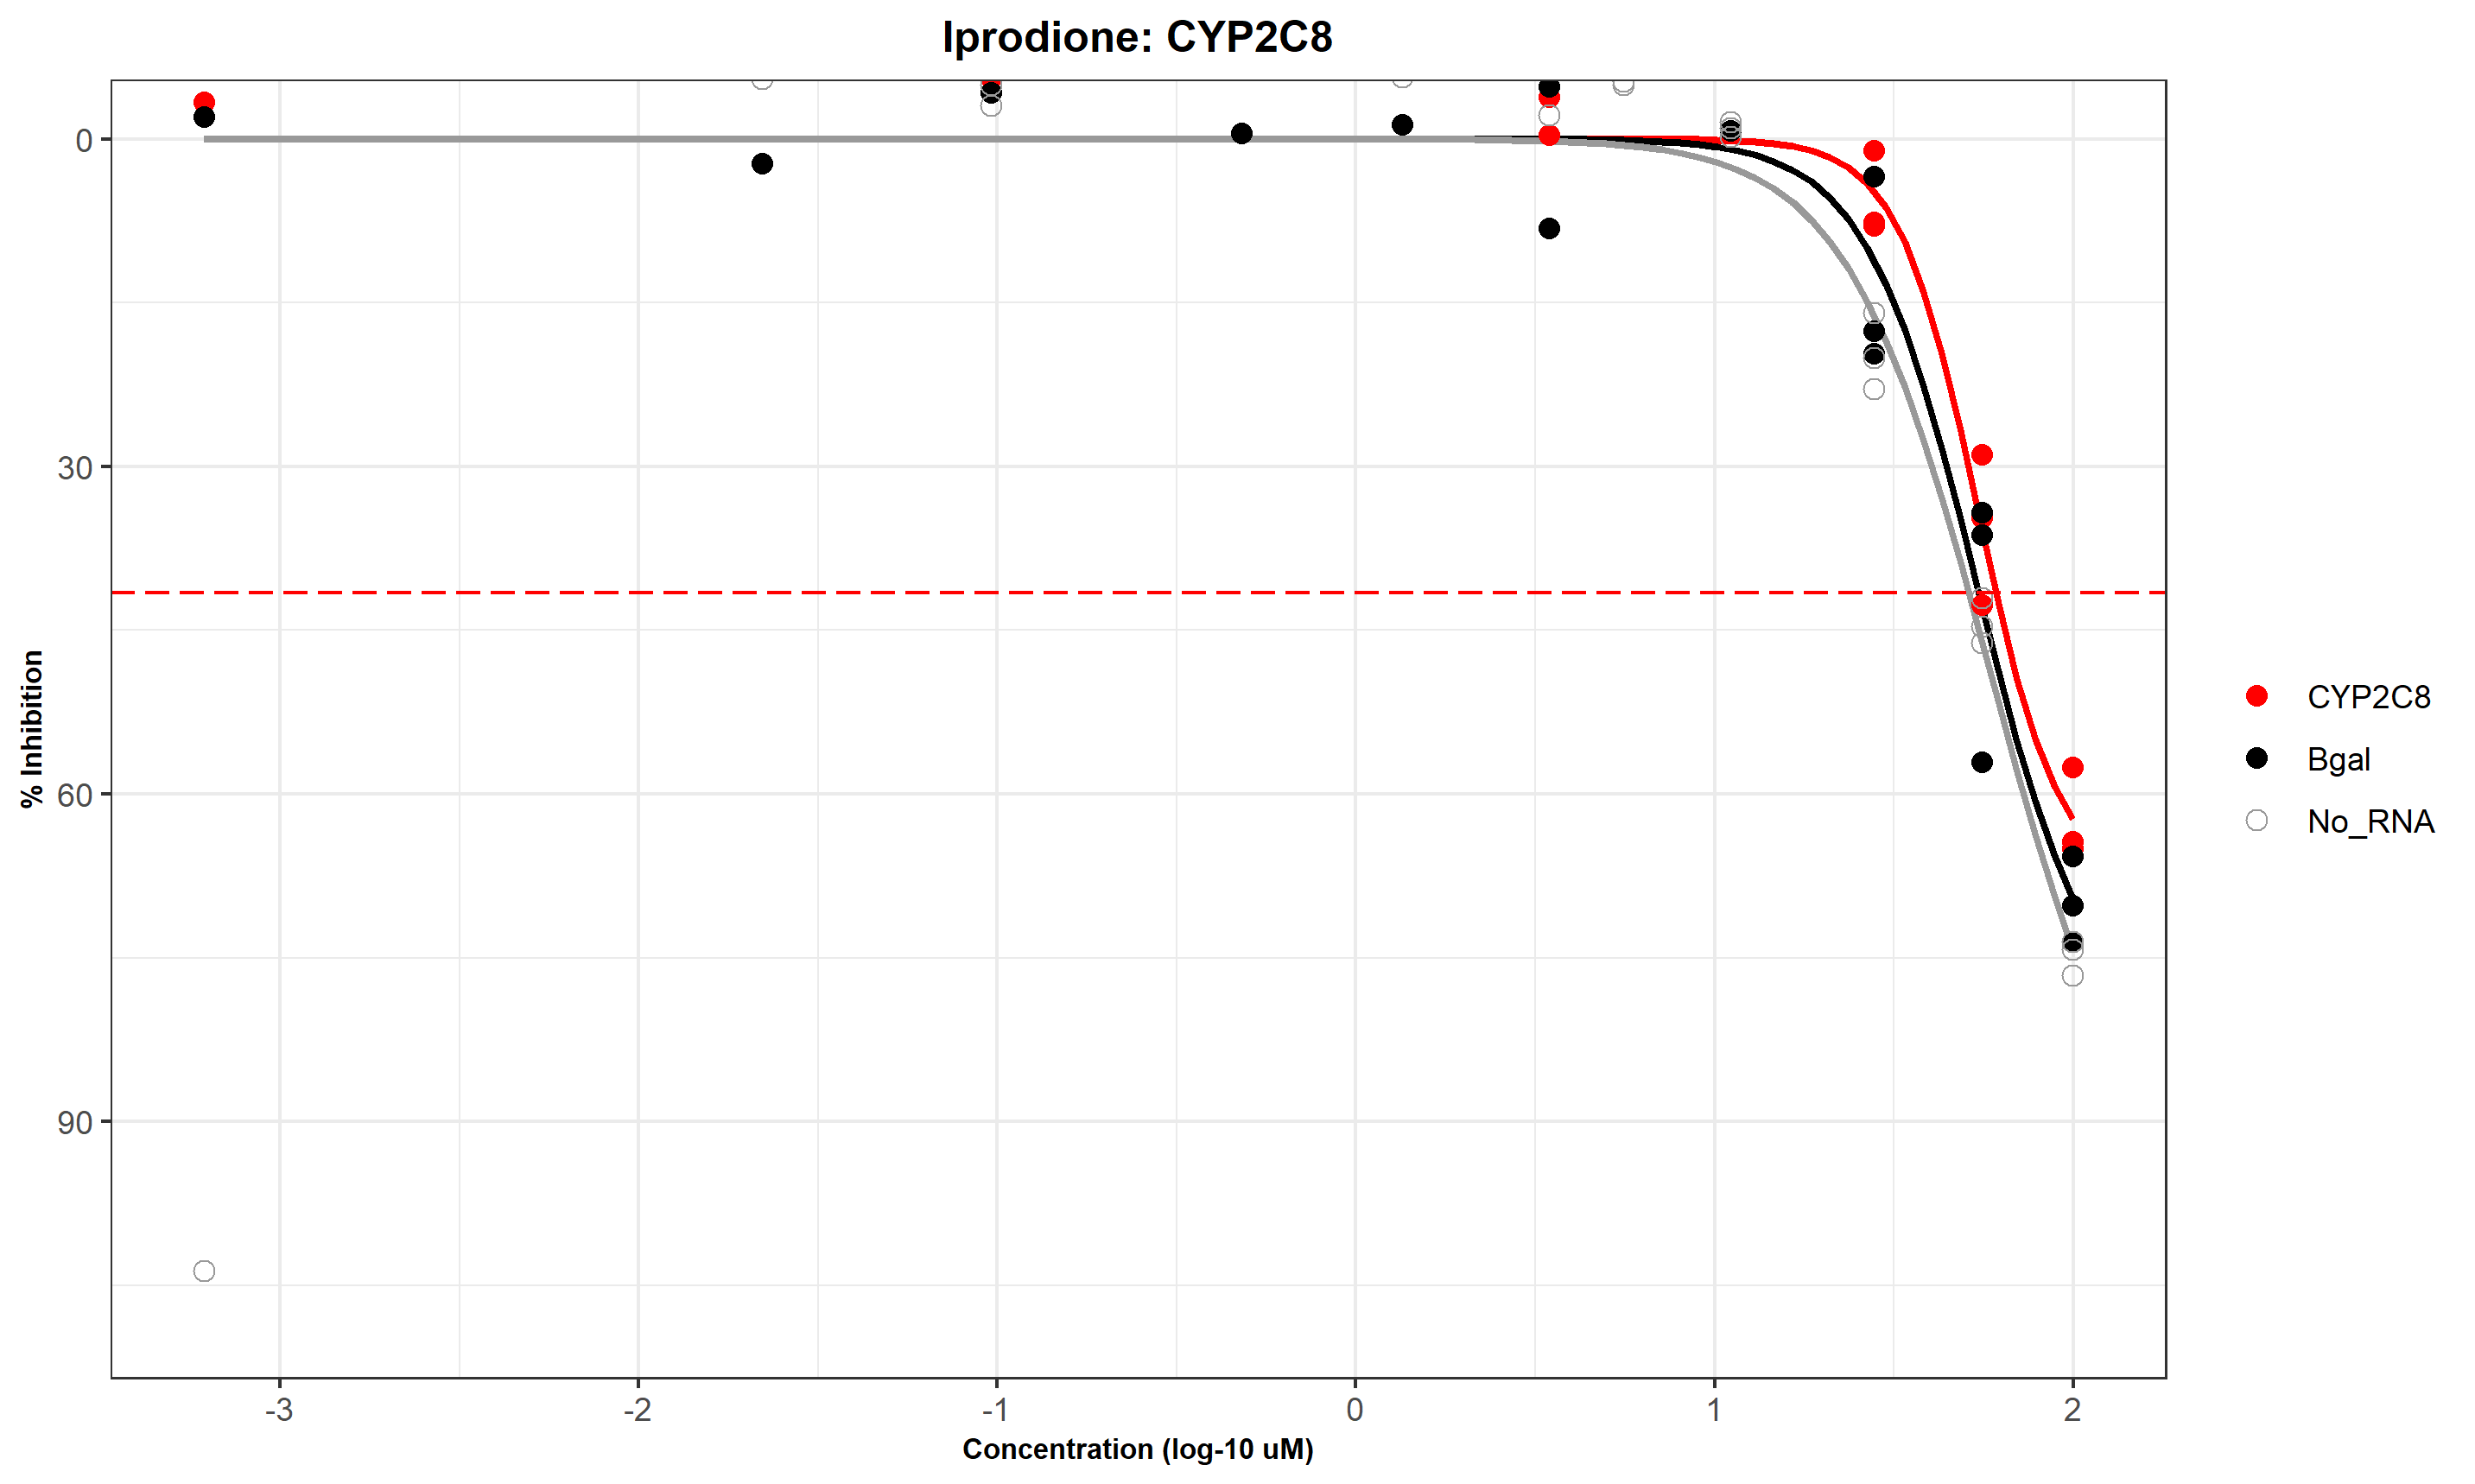 Iprodione: CYP2C8
% Inhibition
0
30
60
90
-3
-2
-1
0
1
2
Concentration (log-10 uM)
CYP2C8
Bgal
No_RNA